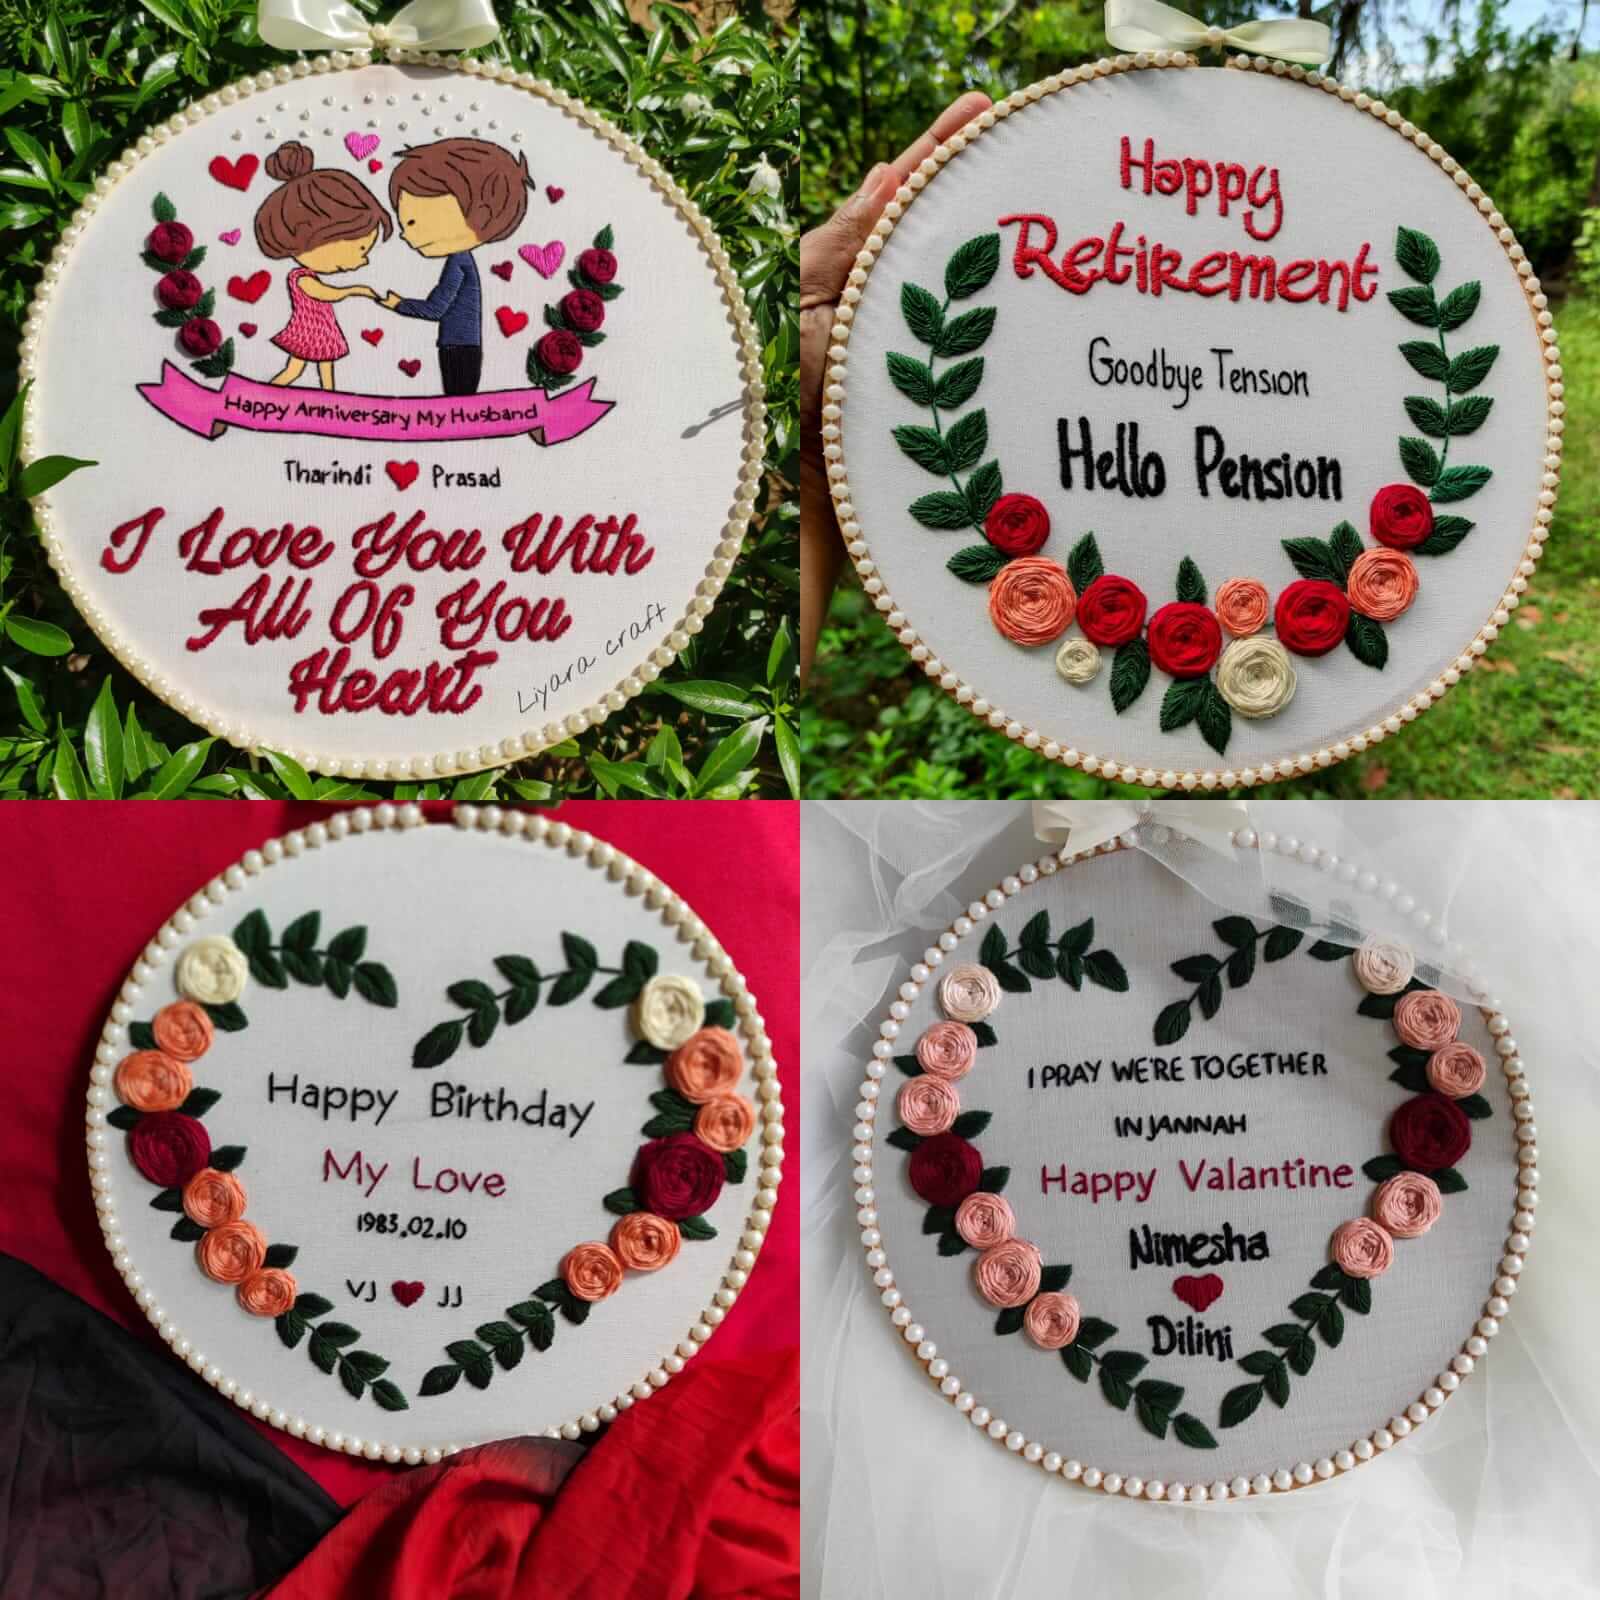 Happy Anniversary My Husband
Tharindi Prasad
I Love You With
All Of You
Heart
Liyara craft
Happy
Retirement
Goodbye Tension
Hello Pension
Happy Birthday
My Love
1983.02.10
VJ JJ
I PRAY WE'RE TOGETHER
IN JANNAH
Happy Valantine
Nimesha
Dilini